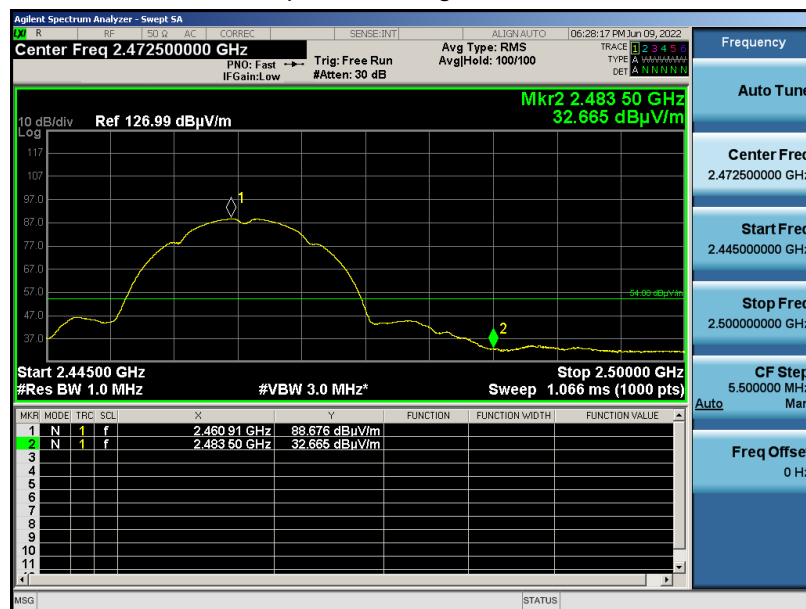 Agilent Spectrum Analyzer - Swept SA
LXI R RF 50 Ω AC CORREC SENSE:INT ALIGN AUTO 06:28:17 PM Jun 09, 2022
Center Freq 2.472500000 GHz
PNO: Fast
IFGain:Low
Trig: Free Run
#Atten: 30 dB
Avg Type: RMS
Avg|Hold: 100/100
TRACE 1 2 3 4 5 6
TYPE A WWWWW
DET A N N N N N
Mkr2 2.483 50 GHz
32.665 dBµV/m
10 dB/div Ref 126.99 dBµV/m
Log
117
107
97.0
87.0
77.0
67.0
57.0
47.0
37.0
1
54.00 dBµV/m
2
Start 2.44500 GHz Stop 2.50000 GHz
#Res BW 1.0 MHz #VBW 3.0 MHz* Sweep 1.066 ms (1000 pts)
MKR MODE TRC SCL X Y FUNCTION FUNCTION WIDTH FUNCTION VALUE
1 N 1 f 2.460 91 GHz 88.676 dBµV/m
2 N 1 f 2.483 50 GHz 32.665 dBµV/m
3
4
5
6
7
8
9
10
11
MSG STATUS
Frequency
Auto Tune
Center Freq
2.472500000 GHz
Start Freq
2.445000000 GHz
Stop Freq
2.500000000 GHz
CF Step
5.500000 MHz
Auto Man
Freq Offset
0 Hz